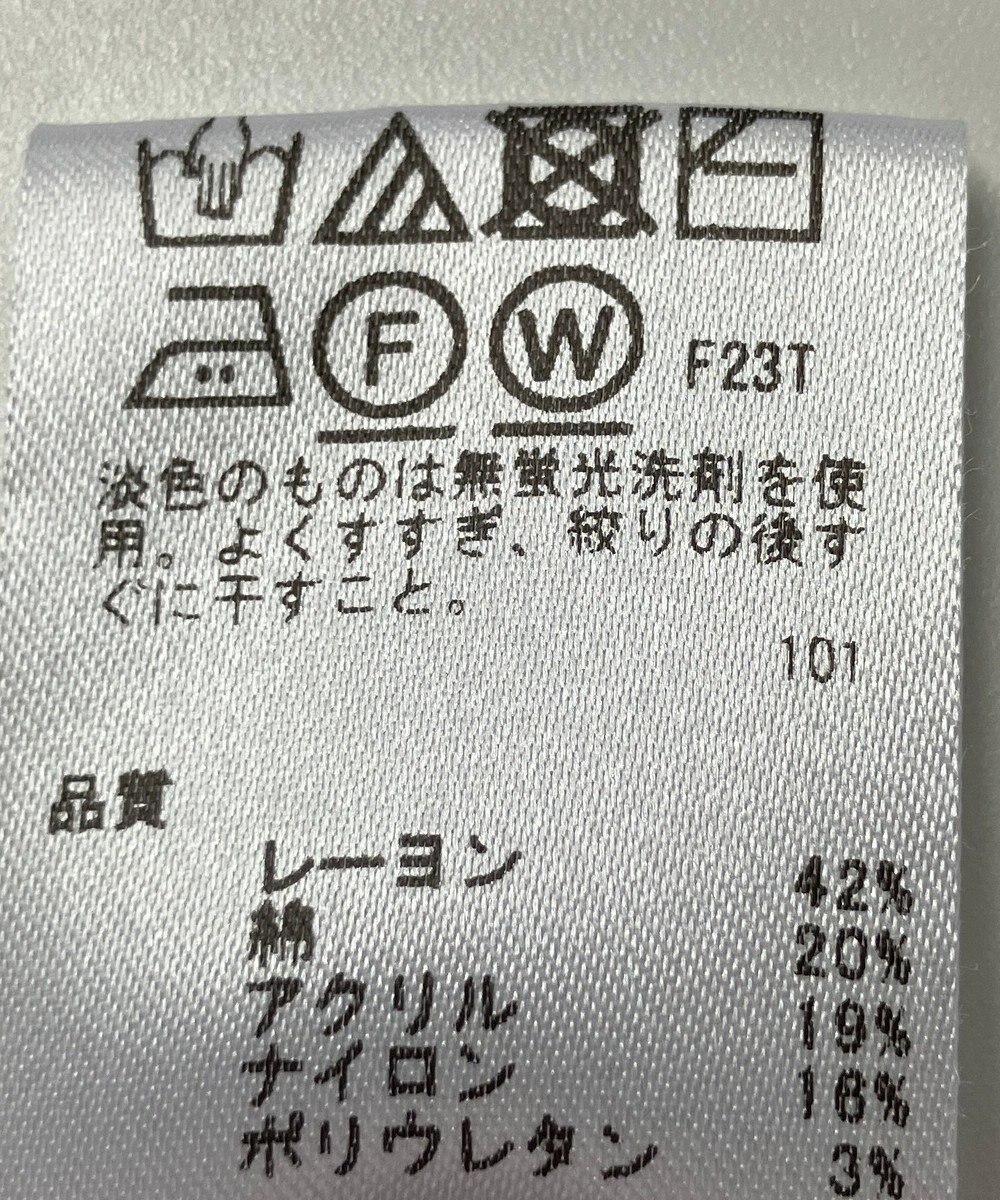 F W F23T
淡色のものは無蛍光洗剤を使
用。よくすすぎ、絞りの後す
ぐに干すこと。
101
品質
レーヨン 42%
綿 20%
アクリル 19%
ナイロン 16%
ポリウレタン 3%